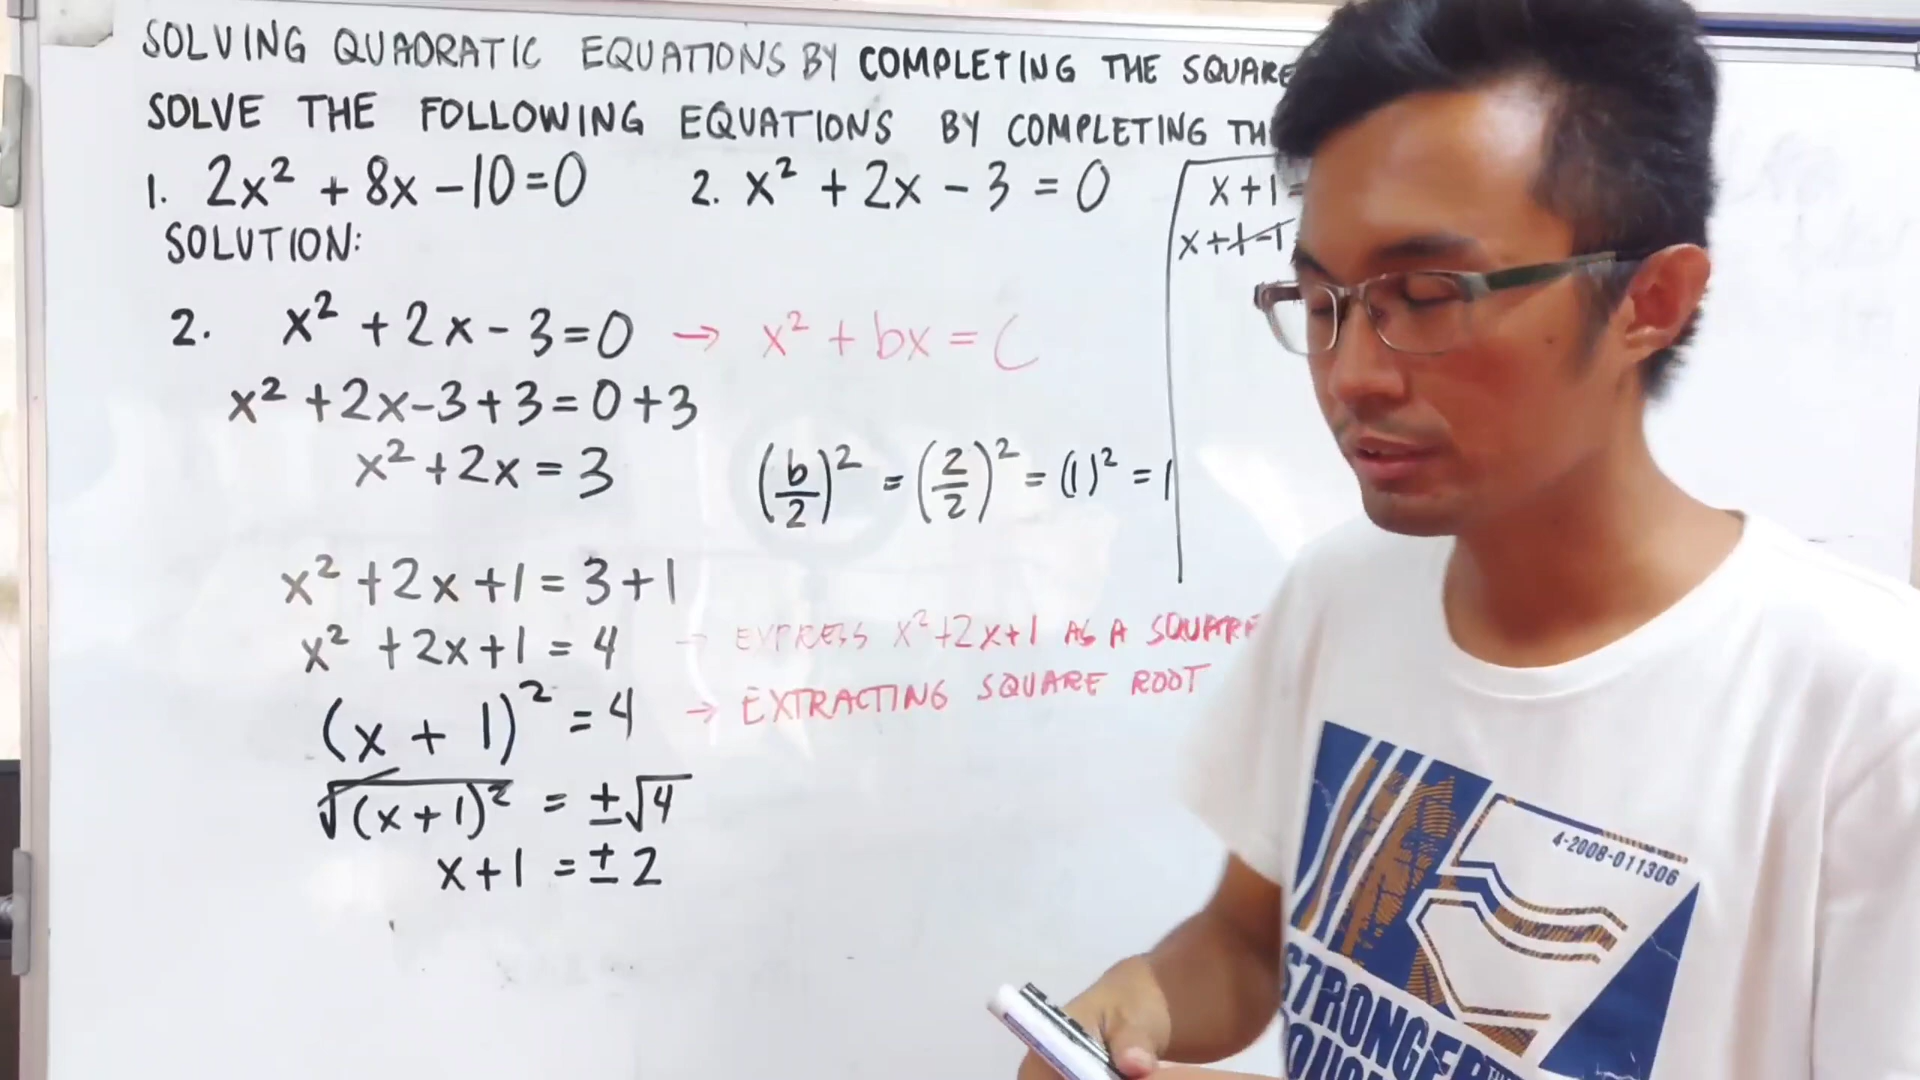 SOLVING QUADRATIC EQUATIONS BY COMPLETING THE SQUARE
SOLVE THE FOLLOWING EQUATIONS BY COMPLETING
1. 2x² + 8x - 10 = 0
2. x² + 2x - 3 = 0
SOLUTION:
2. x² + 2x - 3 = 0 → x² + bx = C
x² + 2x - 3 + 3 = 0 + 3
x² + 2x = 3
(b/2)² = (2/2)² = (1)² = 1
x² + 2x + 1 = 3 + 1
x² + 2x + 1 = 4 → EXPRESS x² + 2x + 1 AS A SQUARE
(x + 1)² = 4 → EXTRACTING SQUARE ROOT
√(x + 1)² = ±√4
x + 1 = ± 2
x + 1 =
x + 1 - 1
4-2008-011306
STRONGER